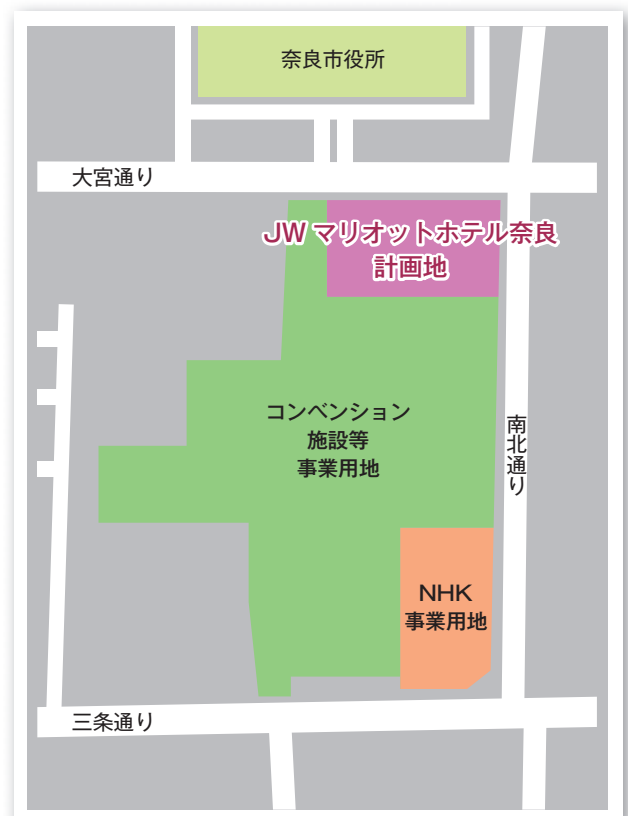 奈良市役所
大宮通り
JW マリオットホテル奈良
計画地
コンベンション
施設等
事業用地
南北通り
NHK
事業用地
三条通り